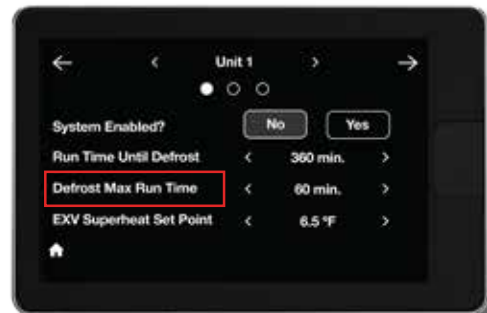 Unit 1
System Enabled? No Yes
Run Time Until Defrost 360 min.
Defrost Max Run Time 60 min.
EXV Superheat Set Point 6.5 °F